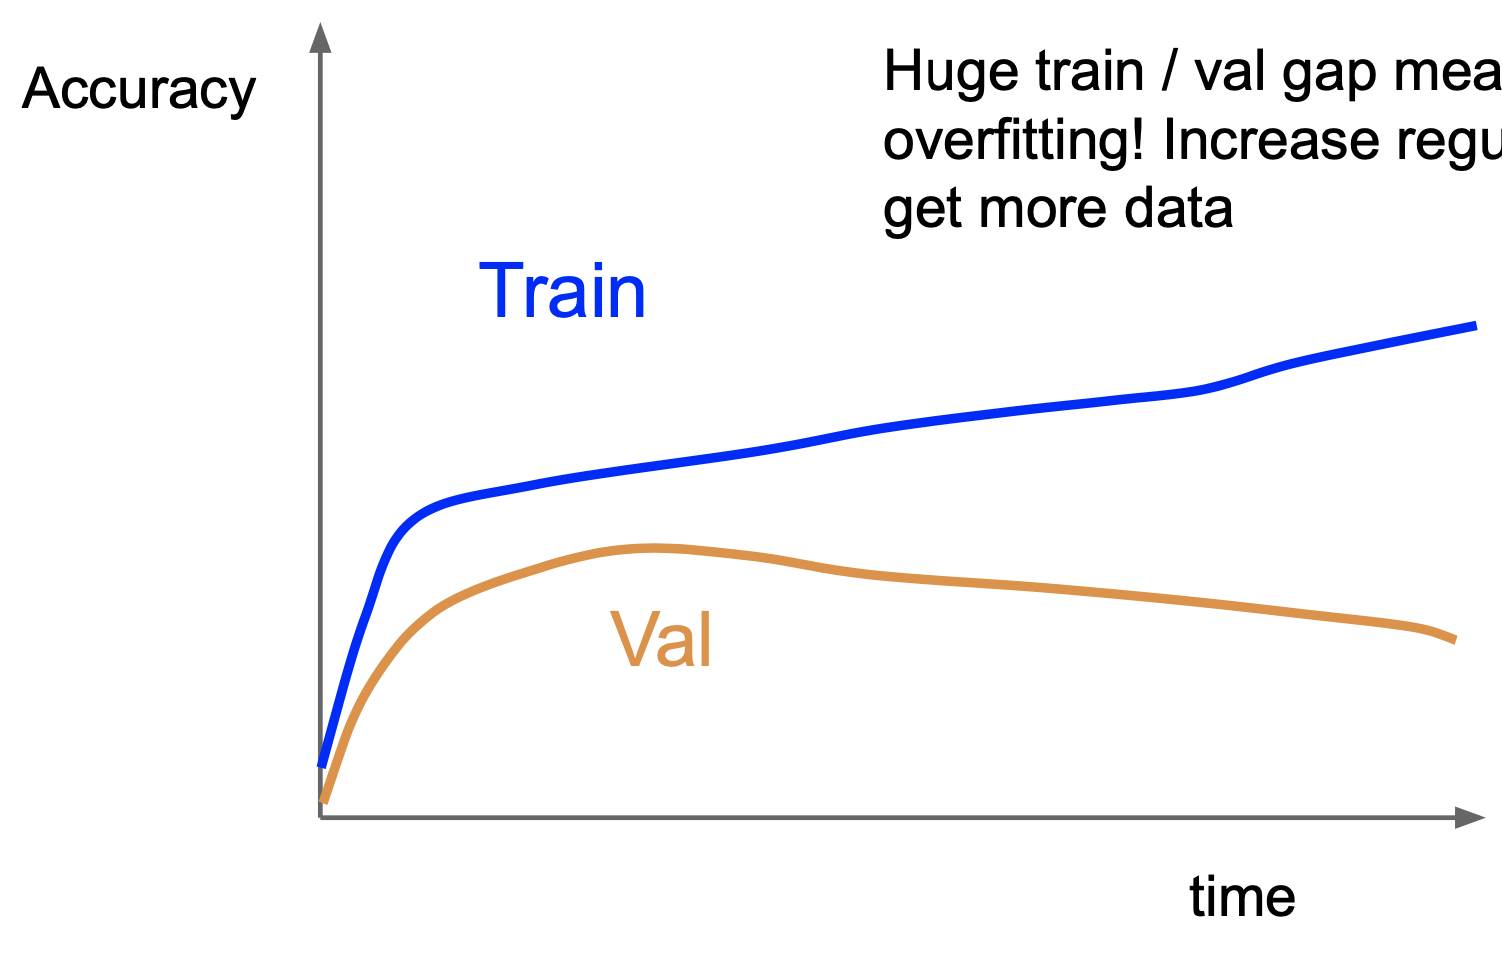 Accuracy
Huge train / val gap mea
overfitting! Increase regu
get more data
Train
Val
time